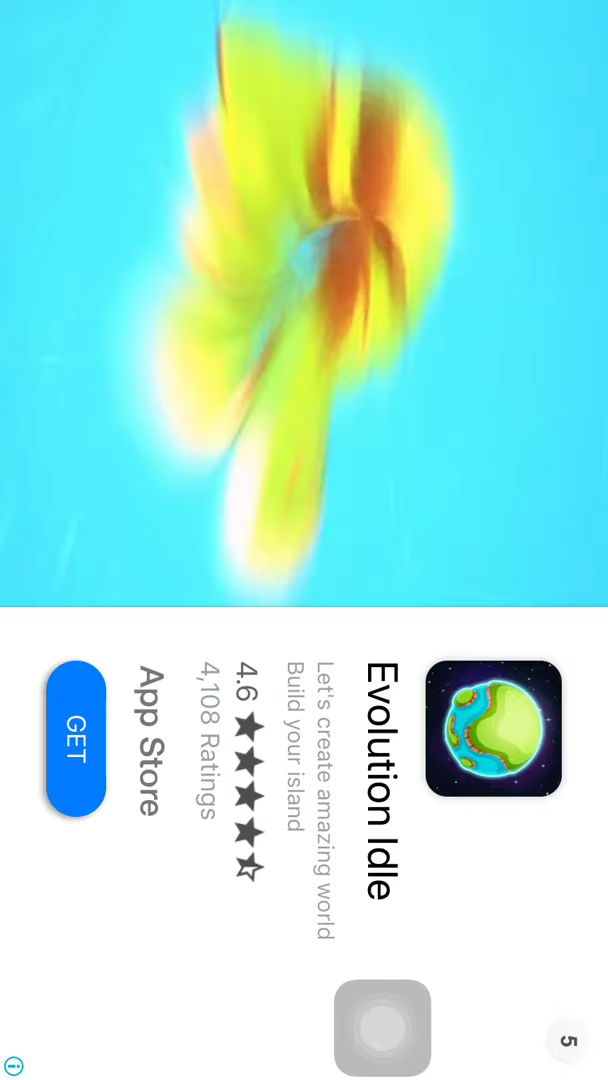 5
Evolution Idle
Let's create amazing world
Build your island
4.6
4,108 Ratings
App Store
GET